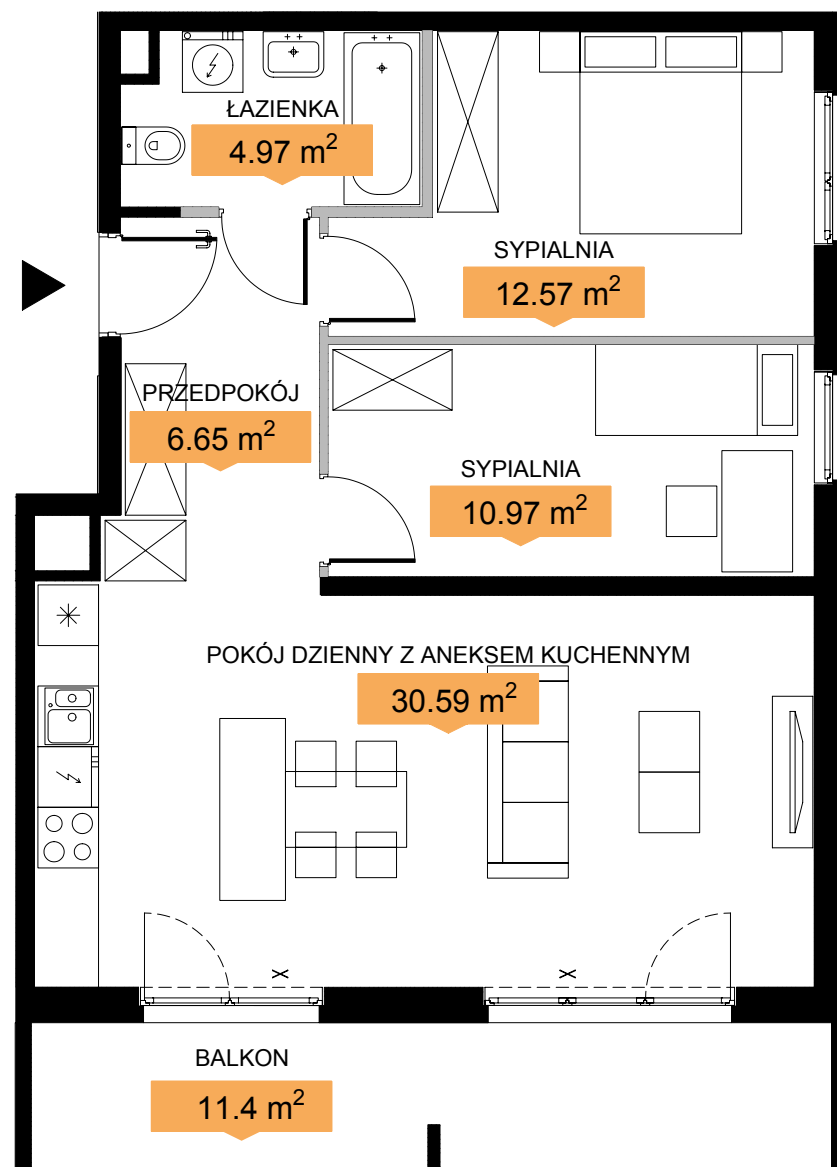 ŁAZIENKA
4.97 m²
SYPIALNIA
12.57 m²
PRZEDPOKÓJ
6.65 m²
SYPIALNIA
10.97 m²
POKÓJ DZIENNY Z ANEKSEM KUCHENNYM
30.59 m²
BALKON
11.4 m²